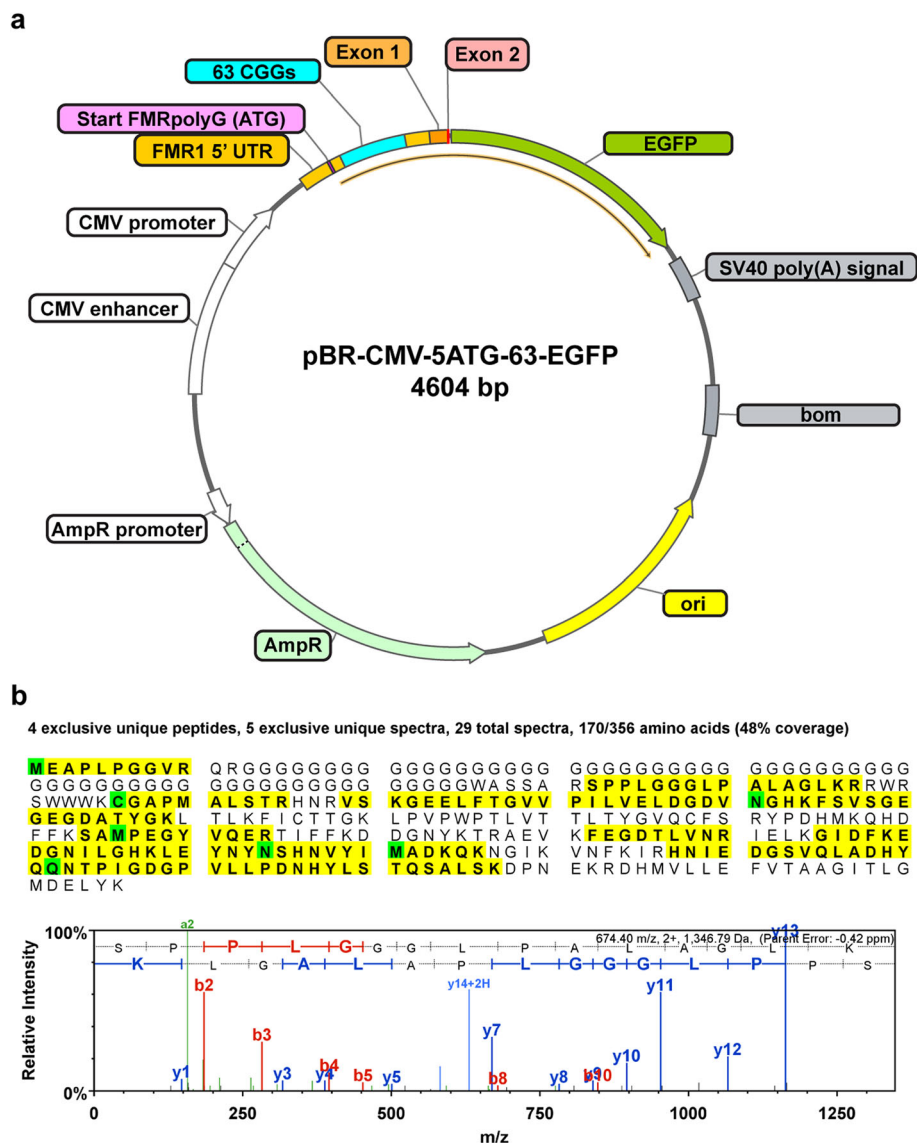 a
Exon 1
Exon 2
63 CGGs
Start FMRpolyG (ATG)
FMR1 5' UTR
EGFP
CMV promoter
SV40 poly(A) signal
CMV enhancer
pBR-CMV-5ATG-63-EGFP
4604 bp
bom
AmpR promoter
ori
AmpR
b
4 exclusive unique peptides, 5 exclusive unique spectra, 29 total spectra, 170/356 amino acids (48% coverage)
MEAPLPGGVR QRGGGGGGGG GGGGGGGGGG GGGGGGGGGG GGGGGGGGGG
GGGGGGGGGG GGGGGGGGGG GGGGGWASSA RSPPLGGGLP ALAGLKRRWR
SWWWKCGAPM ALSTRHNRVS KGEELFTGVV PILVELDGDV NGHKFSVSGE
GEGDATYGKL TLKFICTTGK LPVPWPTLVT TLTYGVQCFS RYPDHMKQHD
FFKSAMPEGY VQERTIFFKD DGNYKTRAEV KFEGDTLVNR IELKGIDFKE
DGNILGHKLE YNYNSHNVYI MADKQKNGIK VNFKIRHNIE DGSVQLADHY
QQNTPIGDGP VLLPDNHYLS TQSALSKDPN EKRDHMVLLE FVTAAGITLG
MDELYK
100%
a2
674.40 m/z, 2+, 1,346.79 Da, (Parent Error: -0.42 ppm)
y13
S P P L G G G L P A L A G L K
K L G A L A P L G G G L P P S
Relative Intensity
b2
y14+2H
y11
b3
y7
b4
b5
y10
y12
y1
y3
y4
y5
b8
y8
y9
b10
0%
0 250 500 750 1000 1250
m/z